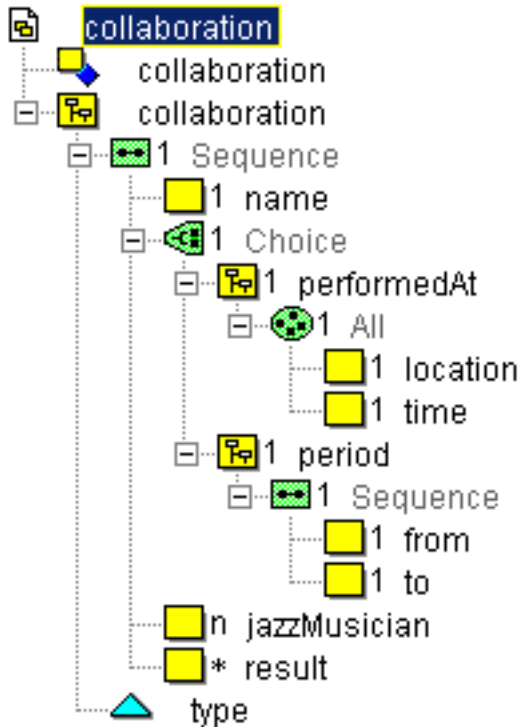 collaboration
collaboration
collaboration
1 Sequence
1 name
1 Choice
1 performedAt
1 All
1 location
1 time
1 period
1 Sequence
1 from
1 to
n jazzMusician
* result
type